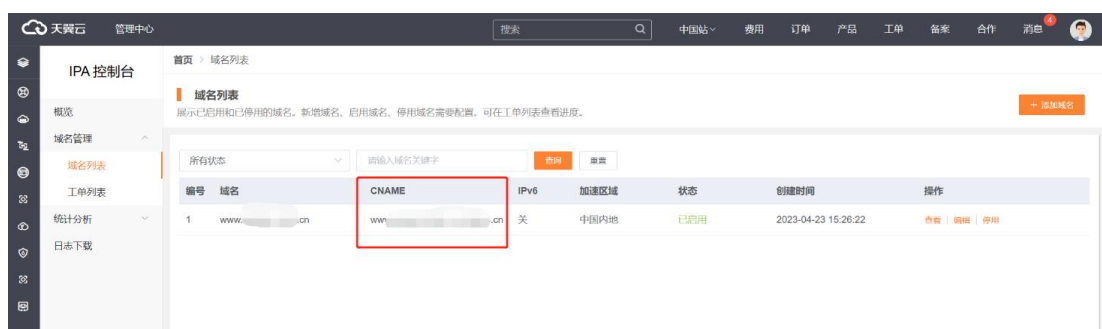 天翼云 管理中心 搜索 中国站 费用 订单 产品 工单 备案 合作 消息 4
IPA 控制台
首页 > 域名列表
域名列表
展示已启用和已停用的域名。新增域名、启用域名、停用域名需要配置，可在工单列表查看进度。
+ 添加域名
概览
域名管理
域名列表
工单列表
统计分析
日志下载
所有状态 请输入域名关键字 查询 重置
编号 域名 CNAME IPv6 加速区域 状态 创建时间 操作
1 www. .cn www .cn 关 中国内地 已启用 2023-04-23 15:26:22 查看 编辑 停用